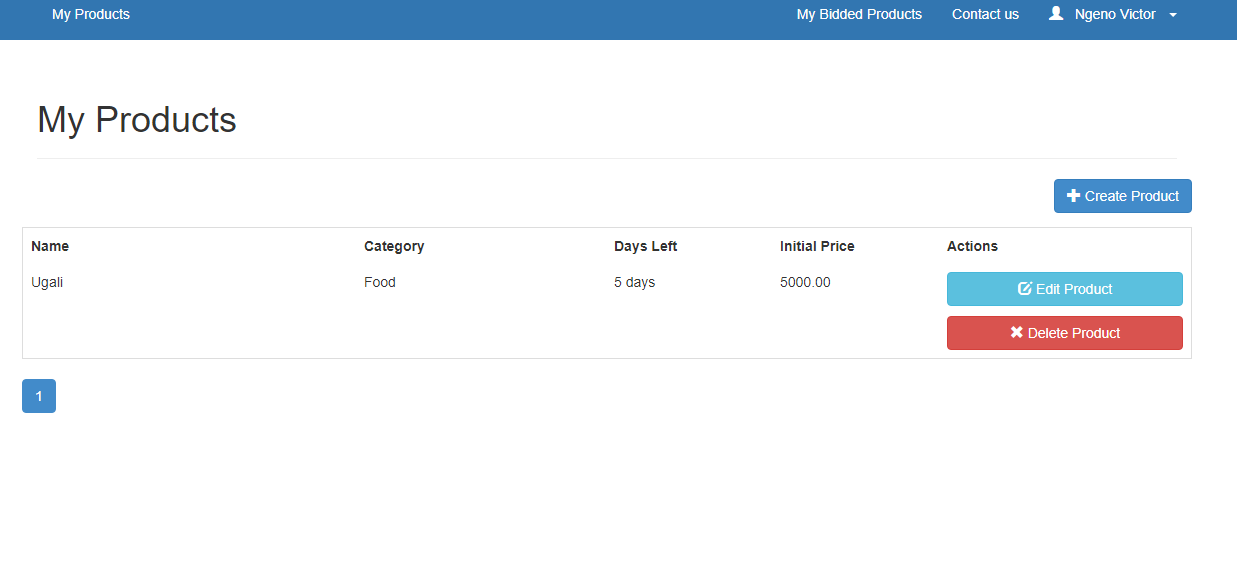 My Products My Bidded Products Contact us Ngeno Victor
My Products
Create Product
Name Category Days Left Initial Price Actions
Ugali Food 5 days 5000.00 Edit Product
Delete Product
1